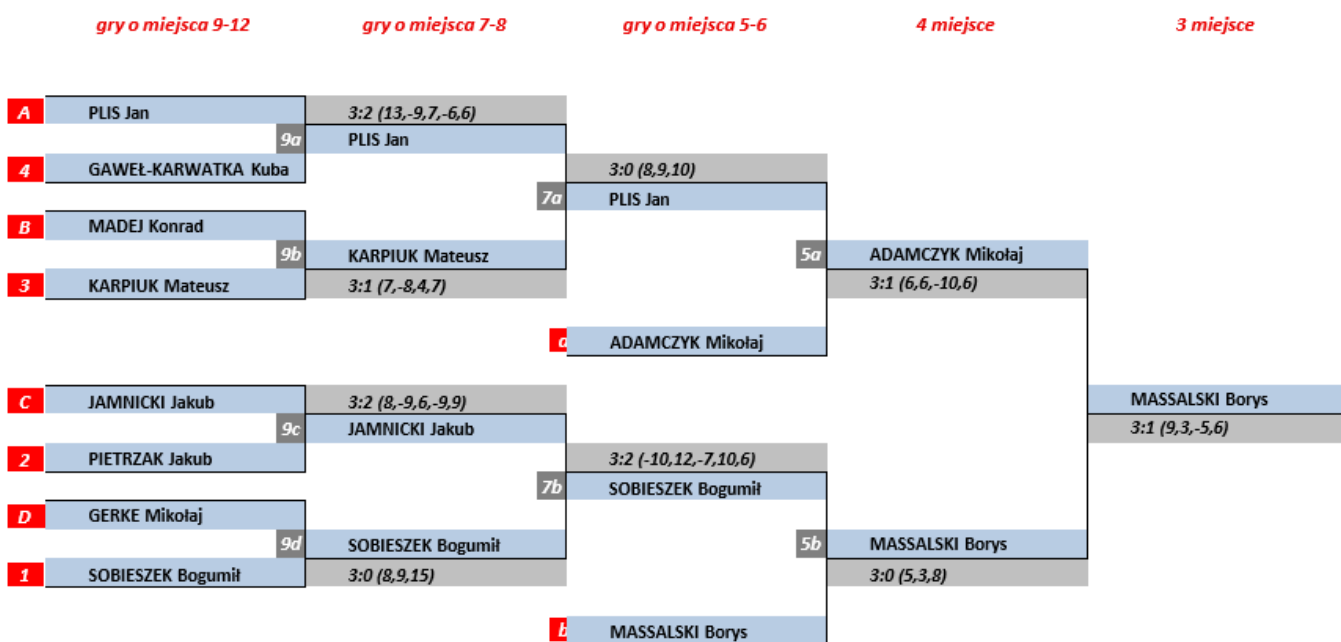 gry o miejsca 9-12 gry o miejsca 7-8 gry o miejsca 5-6 4 miejsce 3 miejsce
A PLIS Jan 3:2 (13,-9,7,-6,6)
9a PLIS Jan
4 GAWEŁ-KARWATKA Kuba 3:0 (8,9,10)
7a PLIS Jan
B MADEJ Konrad
9b KARPIUK Mateusz 5a ADAMCZYK Mikołaj
3 KARPIUK Mateusz 3:1 (7,-8,4,7) 3:1 (6,6,-10,6)
a ADAMCZYK Mikołaj
C JAMNICKI Jakub 3:2 (8,-9,6,-9,9) MASSALSKI Borys
9c JAMNICKI Jakub 3:1 (9,3,-5,6)
2 PIETRZAK Jakub 3:2 (-10,12,-7,10,6)
7b SOBIESZEK Bogumił
D GERKE Mikołaj
9d SOBIESZEK Bogumił 5b MASSALSKI Borys
1 SOBIESZEK Bogumił 3:0 (8,9,15) 3:0 (5,3,8)
b MASSALSKI Borys